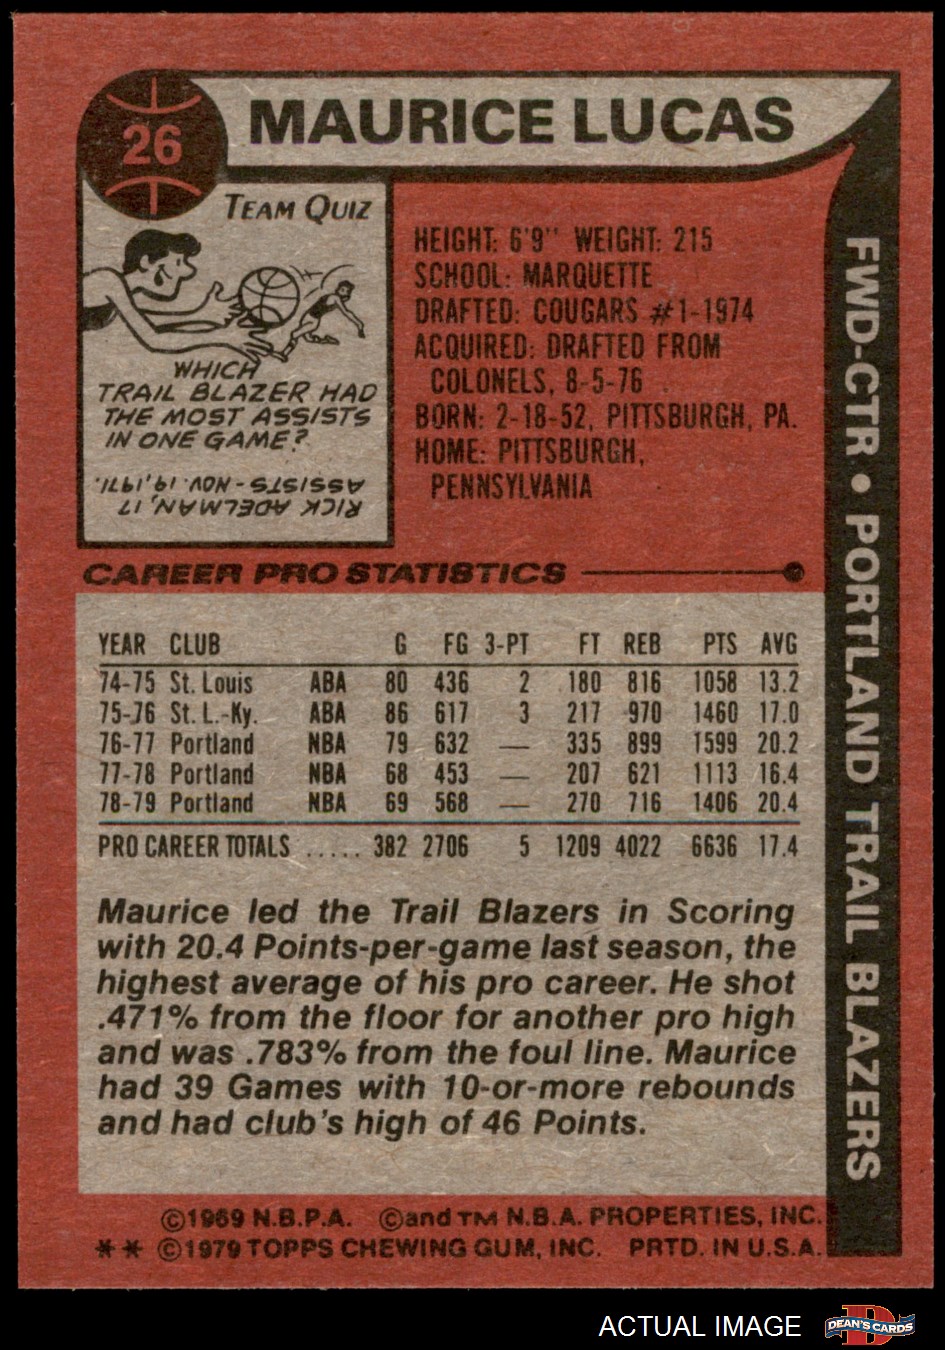 26
MAURICE LUCAS
TEAM QUIZ
WHICH
TRAIL BLAZER HAD
THE MOST ASSISTS
IN ONE GAME?
RICK ADELMAN, 17
ASSISTS - NOV. 19, 1971.
HEIGHT: 6'9" WEIGHT: 215
SCHOOL: MARQUETTE
DRAFTED: COUGARS #1-1974
ACQUIRED: DRAFTED FROM
COLONELS, 8-5-76
BORN: 2-18-52, PITTSBURGH, PA.
HOME: PITTSBURGH,
PENNSYLVANIA
FWD-CTR • PORTLAND TRAIL BLAZERS
CAREER PRO STATISTICS
YEAR CLUB G FG 3-PT FT REB PTS AVG
74-75 St. Louis ABA 80 436 2 180 816 1058 13.2
75-76 St. L.-Ky. ABA 86 617 3 217 970 1460 17.0
76-77 Portland NBA 79 632 — 335 899 1599 20.2
77-78 Portland NBA 68 453 — 207 621 1113 16.4
78-79 Portland NBA 69 568 — 270 716 1406 20.4
PRO CAREER TOTALS ..... 382 2706 5 1209 4022 6636 17.4
Maurice led the Trail Blazers in Scoring
with 20.4 Points-per-game last season, the
highest average of his pro career. He shot
.471% from the floor for another pro high
and was .783% from the foul line. Maurice
had 39 Games with 10-or-more rebounds
and had club's high of 46 Points.
©1969 N.B.P.A. ©and TM N.B.A. PROPERTIES, INC.
** ©1979 TOPPS CHEWING GUM, INC. PRTD. IN U.S.A.
ACTUAL IMAGE
DEAN'S CARDS